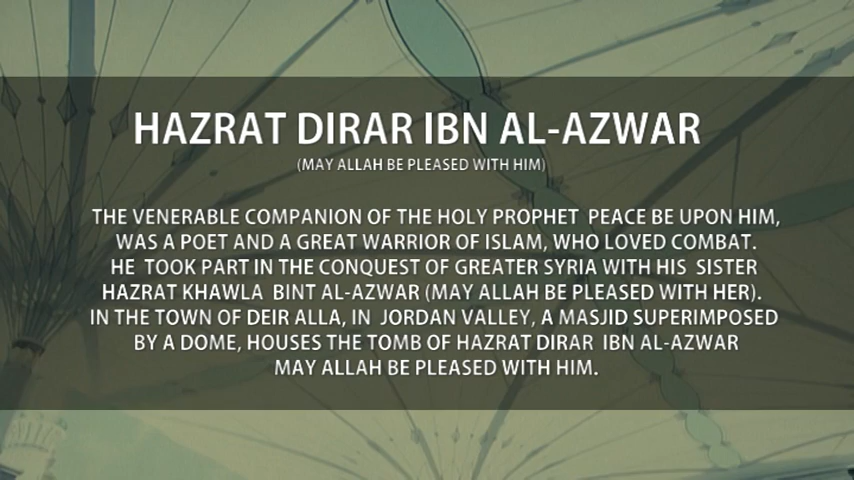 HAZRAT DIRAR IBN AL-AZWAR
(MAY ALLAH BE PLEASED WITH HIM)
THE VENERABLE COMPANION OF THE HOLY PROPHET PEACE BE UPON HIM,
WAS A POET AND A GREAT WARRIOR OF ISLAM, WHO LOVED COMBAT.
HE TOOK PART IN THE CONQUEST OF GREATER SYRIA WITH HIS SISTER
HAZRAT KHAWLA BINT AL-AZWAR (MAY ALLAH BE PLEASED WITH HER).
IN THE TOWN OF DEIR ALLA, IN JORDAN VALLEY, A MASJID SUPERIMPOSED
BY A DOME, HOUSES THE TOMB OF HAZRAT DIRAR IBN AL-AZWAR
MAY ALLAH BE PLEASED WITH HIM.